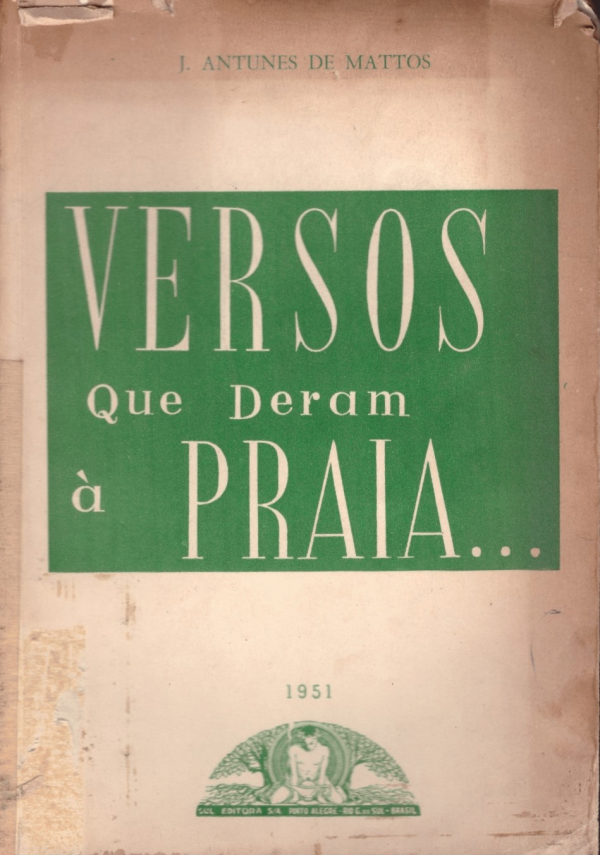 J. ANTUNES DE MATTOS
VERSOS
Que Deram
à PRAIA...
1951
SUL EDITORA S/A PORTO ALEGRE - RIO G. DO SUL - BRASIL